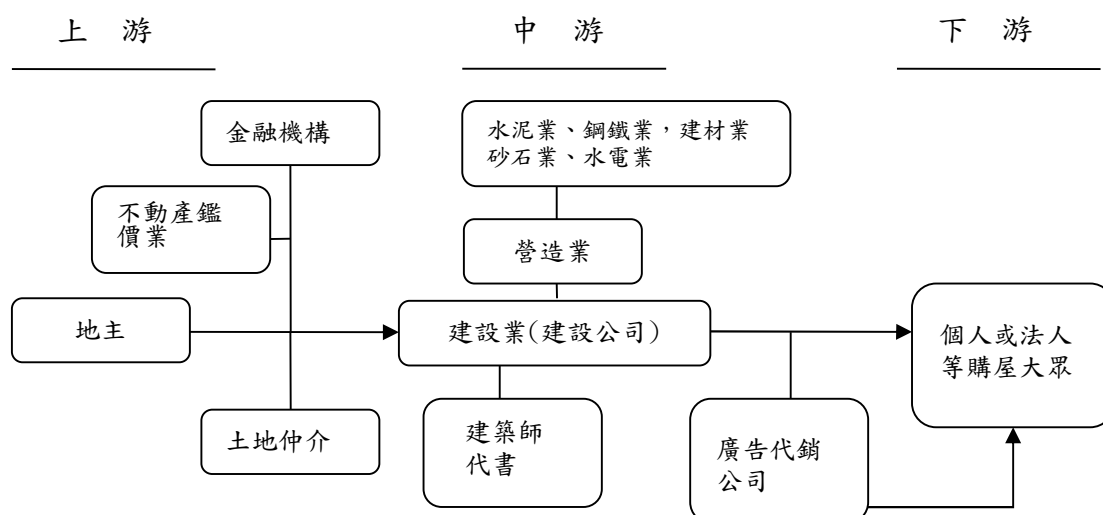 上 游
中 游
下 游
金融機構
水泥業、鋼鐵業，建材業
砂石業、水電業
不動產鑑
價業
營造業
地主
建設業(建設公司)
個人或法人
等購屋大眾
土地仲介
建築師
代書
廣告代銷
公司